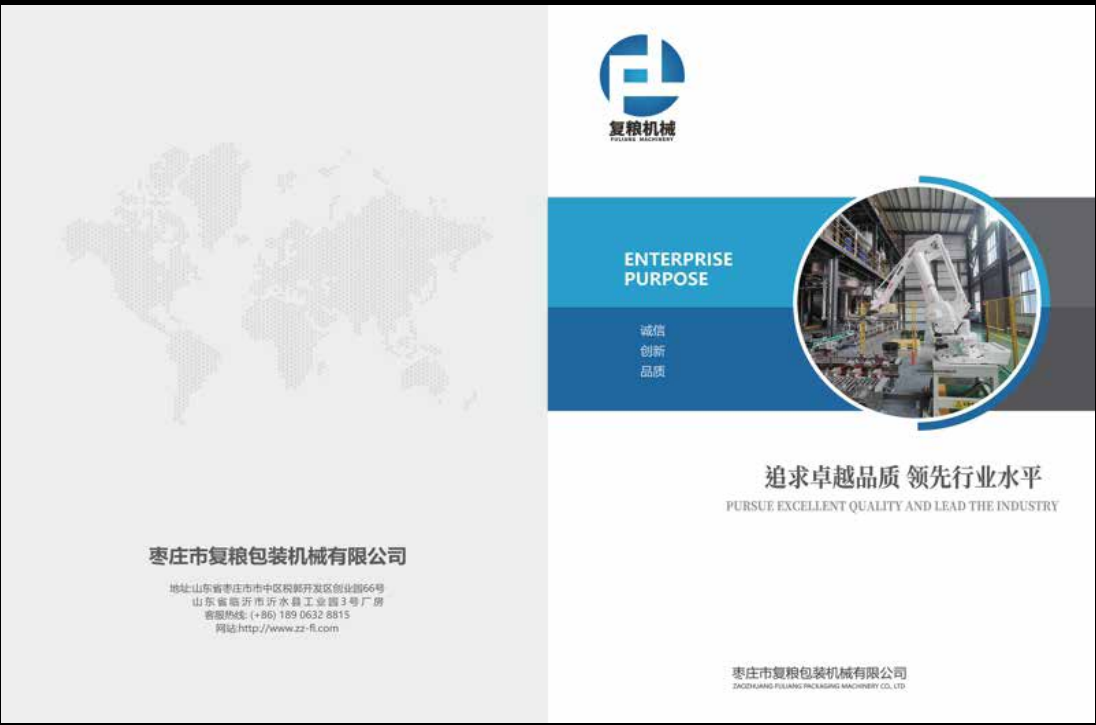 复粮机械
FULIANG MACHINERY
ENTERPRISE
PURPOSE
诚信
创新
品质
追求卓越品质 领先行业水平
PURSUE EXCELLENT QUALITY AND LEAD THE INDUSTRY
枣庄市复粮包装机械有限公司
ZAOZHUANG FULIANG PACKAGING MACHINERY CO., LTD
枣庄市复粮包装机械有限公司
地址:山东省枣庄市市中区税郭开发区创业园66号
山东省临沂市沂水县工业园3号厂房
客服热线: (+86) 189 0632 8815
网站:http://www.zz-fl.com